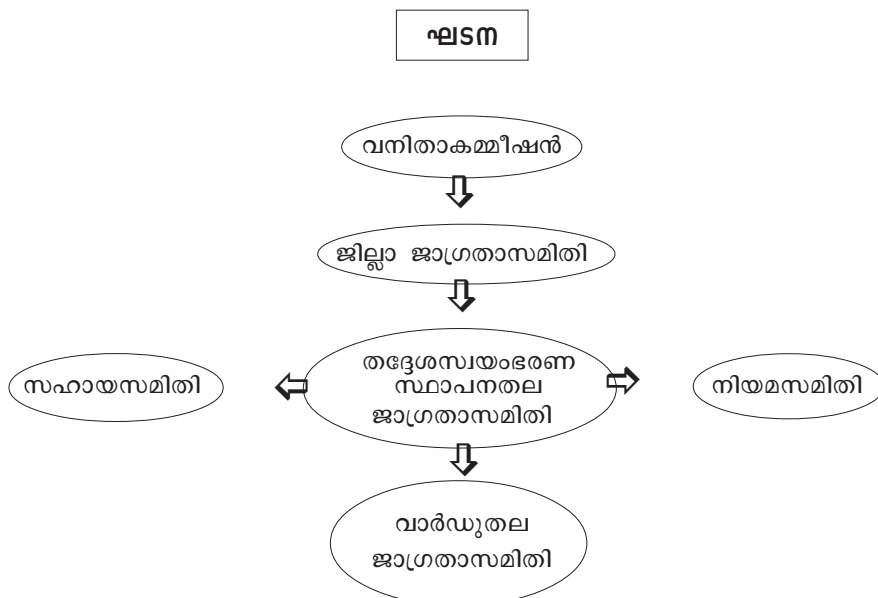 ഘടന
വനിതാകമ്മീഷൻ
ജില്ലാ ജാഗ്രതാസമിതി
സഹായസമിതി
തദ്ദേശസ്വയംഭരണ
സ്ഥാപനതല
ജാഗ്രതാസമിതി
നിയമസമിതി
വാർഡുതല
ജാഗ്രതാസമിതി